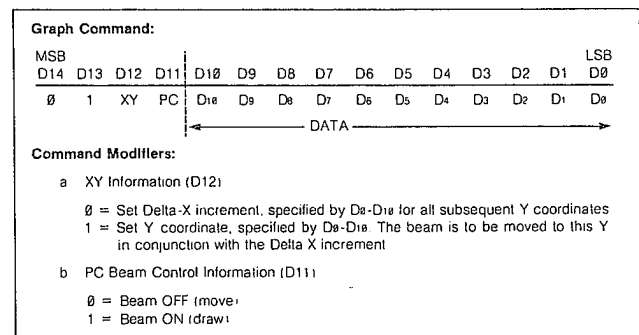 Graph Command:
MSB LSB
D14 D13 D12 D11 D10 D9 D8 D7 D6 D5 D4 D3 D2 D1 D0
0 1 XY PC D10 D9 D8 D7 D6 D5 D4 D3 D2 D1 D0
DATA
Command Modifiers:
a XY Information (D12)
0 = Set Delta-X increment, specified by D0-D10 for all subsequent Y coordinates
1 = Set Y coordinate, specified by D0-D10. The beam is to be moved to this Y
in conjunction with the Delta X increment
b PC Beam Control Information (D11)
0 = Beam OFF (move)
1 = Beam ON (draw)